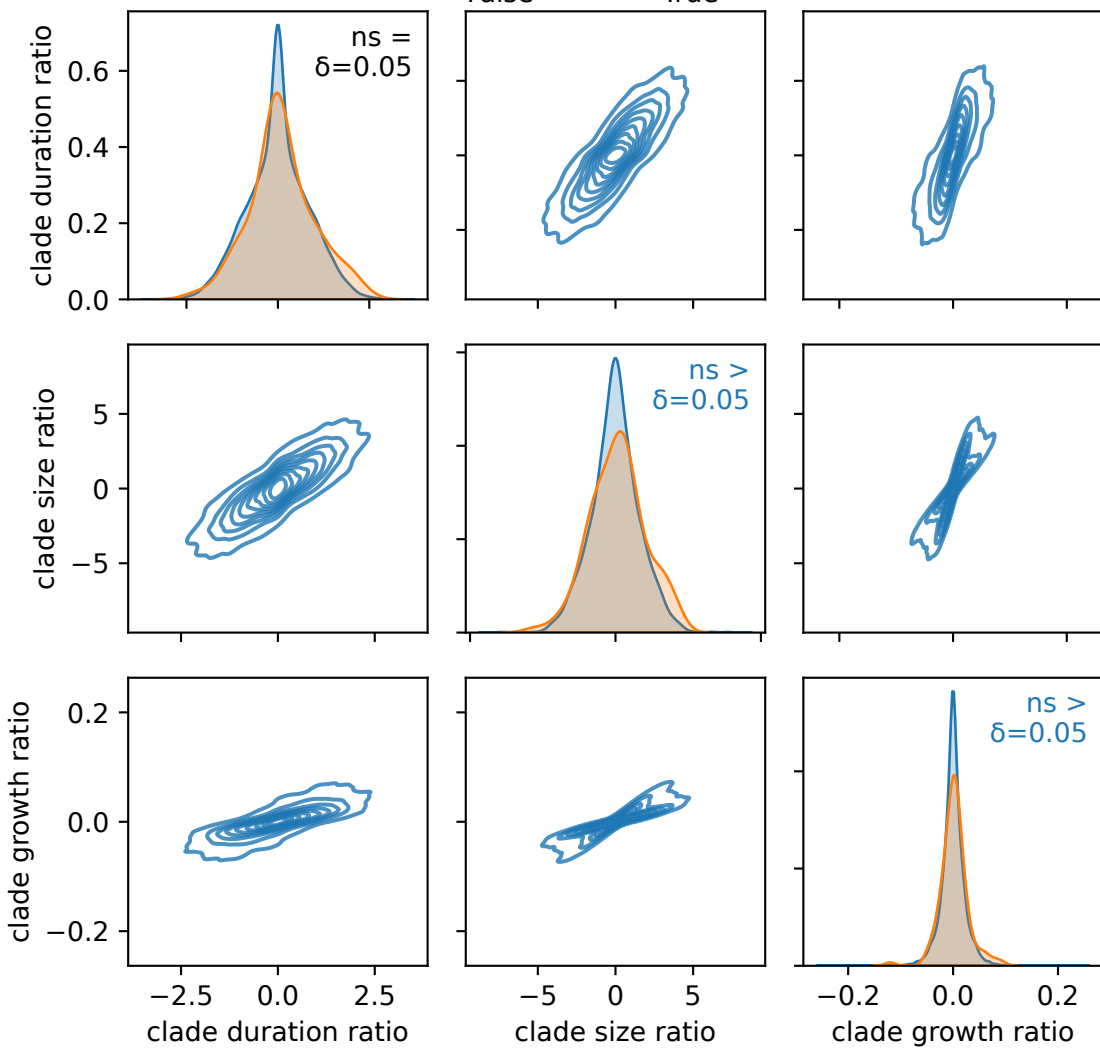 clade duration ratio
0.6
0.4
0.2
0.0
ns =
δ=0.05
clade size ratio
5
0
−5
ns >
δ=0.05
clade growth ratio
0.2
0.0
−0.2
ns >
δ=0.05
−2.5 0.0 2.5
−5 0 5
−0.2 0.0 0.2
clade duration ratio
clade size ratio
clade growth ratio